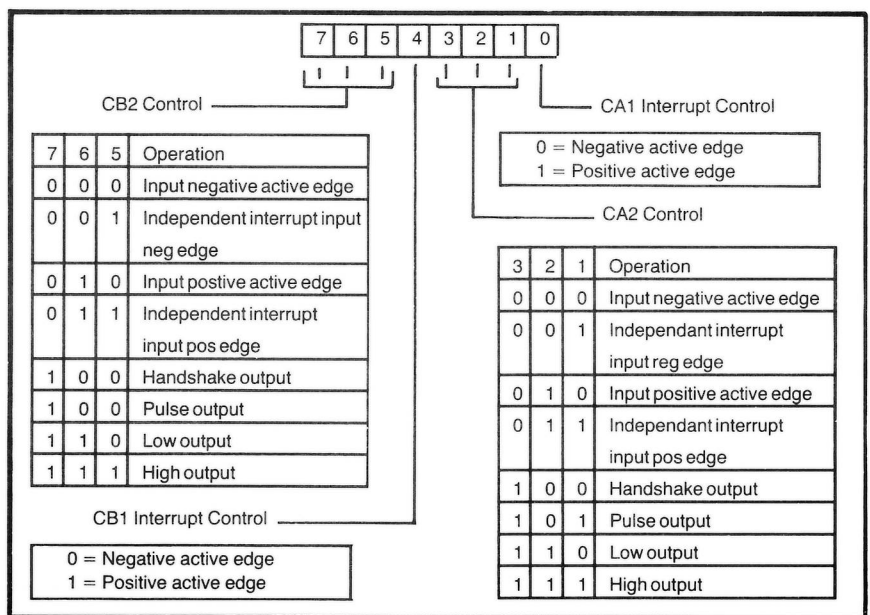 7 6 5 4 3 2 1 0
CB2 Control
CA1 Interrupt Control
7 6 5 Operation
0 0 0 Input negative active edge
0 0 1 Independent interrupt input
neg edge
0 1 0 Input postive active edge
0 1 1 Independent interrupt
input pos edge
1 0 0 Handshake output
1 0 0 Pulse output
1 1 0 Low output
1 1 1 High output
0 = Negative active edge
1 = Positive active edge
CA2 Control
3 2 1 Operation
0 0 0 Input negative active edge
0 0 1 Independant interrupt
input reg edge
0 1 0 Input positive active edge
0 1 1 Independant interrupt
input pos edge
1 0 0 Handshake output
1 0 1 Pulse output
1 1 0 Low output
1 1 1 High output
CB1 Interrupt Control
0 = Negative active edge
1 = Positive active edge